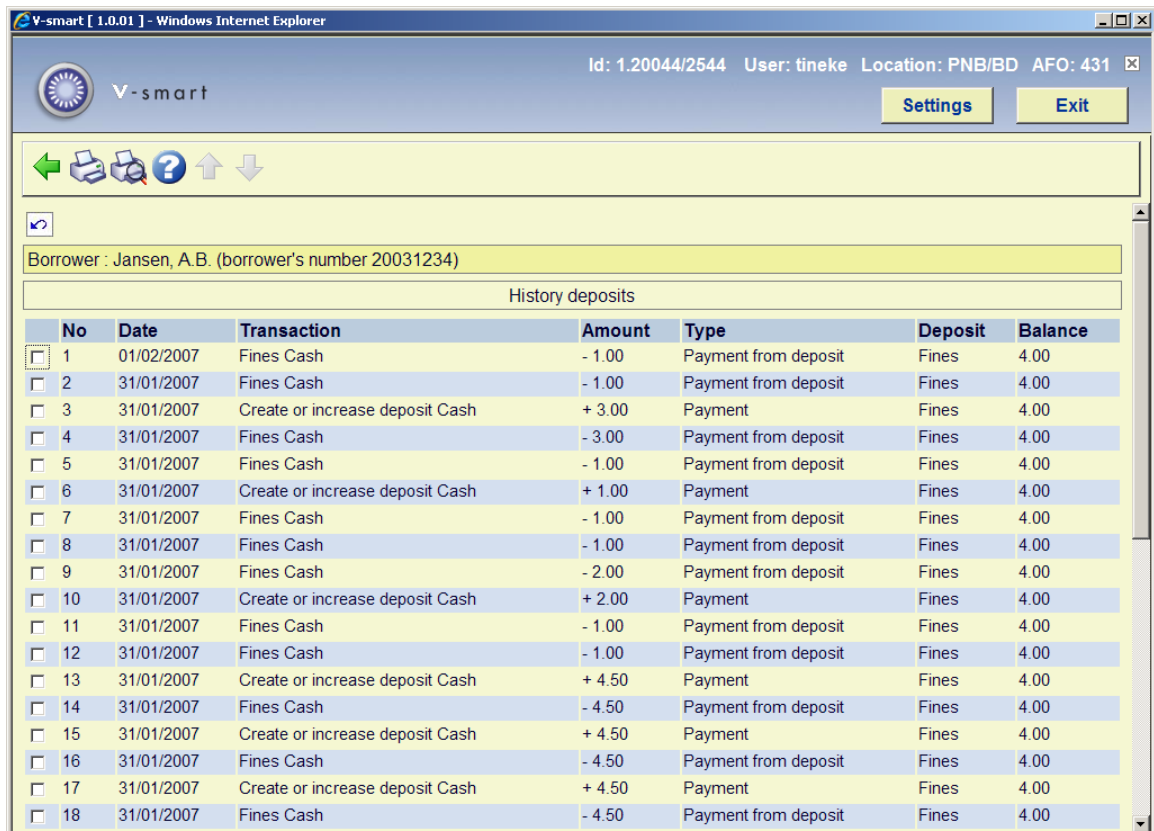 V-smart [ 1.0.01 ] - Windows Internet Explorer
Id: 1.20044/2544 User: tineke Location: PNB/BD AFO: 431
V-smart
Settings Exit
Borrower : Jansen, A.B. (borrower's number 20031234)
History deposits
No Date Transaction Amount Type Deposit Balance
1 01/02/2007 Fines Cash - 1.00 Payment from deposit Fines 4.00
2 31/01/2007 Fines Cash - 1.00 Payment from deposit Fines 4.00
3 31/01/2007 Create or increase deposit Cash + 3.00 Payment Fines 4.00
4 31/01/2007 Fines Cash - 3.00 Payment from deposit Fines 4.00
5 31/01/2007 Fines Cash - 1.00 Payment from deposit Fines 4.00
6 31/01/2007 Create or increase deposit Cash + 1.00 Payment Fines 4.00
7 31/01/2007 Fines Cash - 1.00 Payment from deposit Fines 4.00
8 31/01/2007 Fines Cash - 1.00 Payment from deposit Fines 4.00
9 31/01/2007 Fines Cash - 2.00 Payment from deposit Fines 4.00
10 31/01/2007 Create or increase deposit Cash + 2.00 Payment Fines 4.00
11 31/01/2007 Fines Cash - 1.00 Payment from deposit Fines 4.00
12 31/01/2007 Fines Cash - 1.00 Payment from deposit Fines 4.00
13 31/01/2007 Create or increase deposit Cash + 4.50 Payment Fines 4.00
14 31/01/2007 Fines Cash - 4.50 Payment from deposit Fines 4.00
15 31/01/2007 Create or increase deposit Cash + 4.50 Payment Fines 4.00
16 31/01/2007 Fines Cash - 4.50 Payment from deposit Fines 4.00
17 31/01/2007 Create or increase deposit Cash + 4.50 Payment Fines 4.00
18 31/01/2007 Fines Cash - 4.50 Payment from deposit Fines 4.00